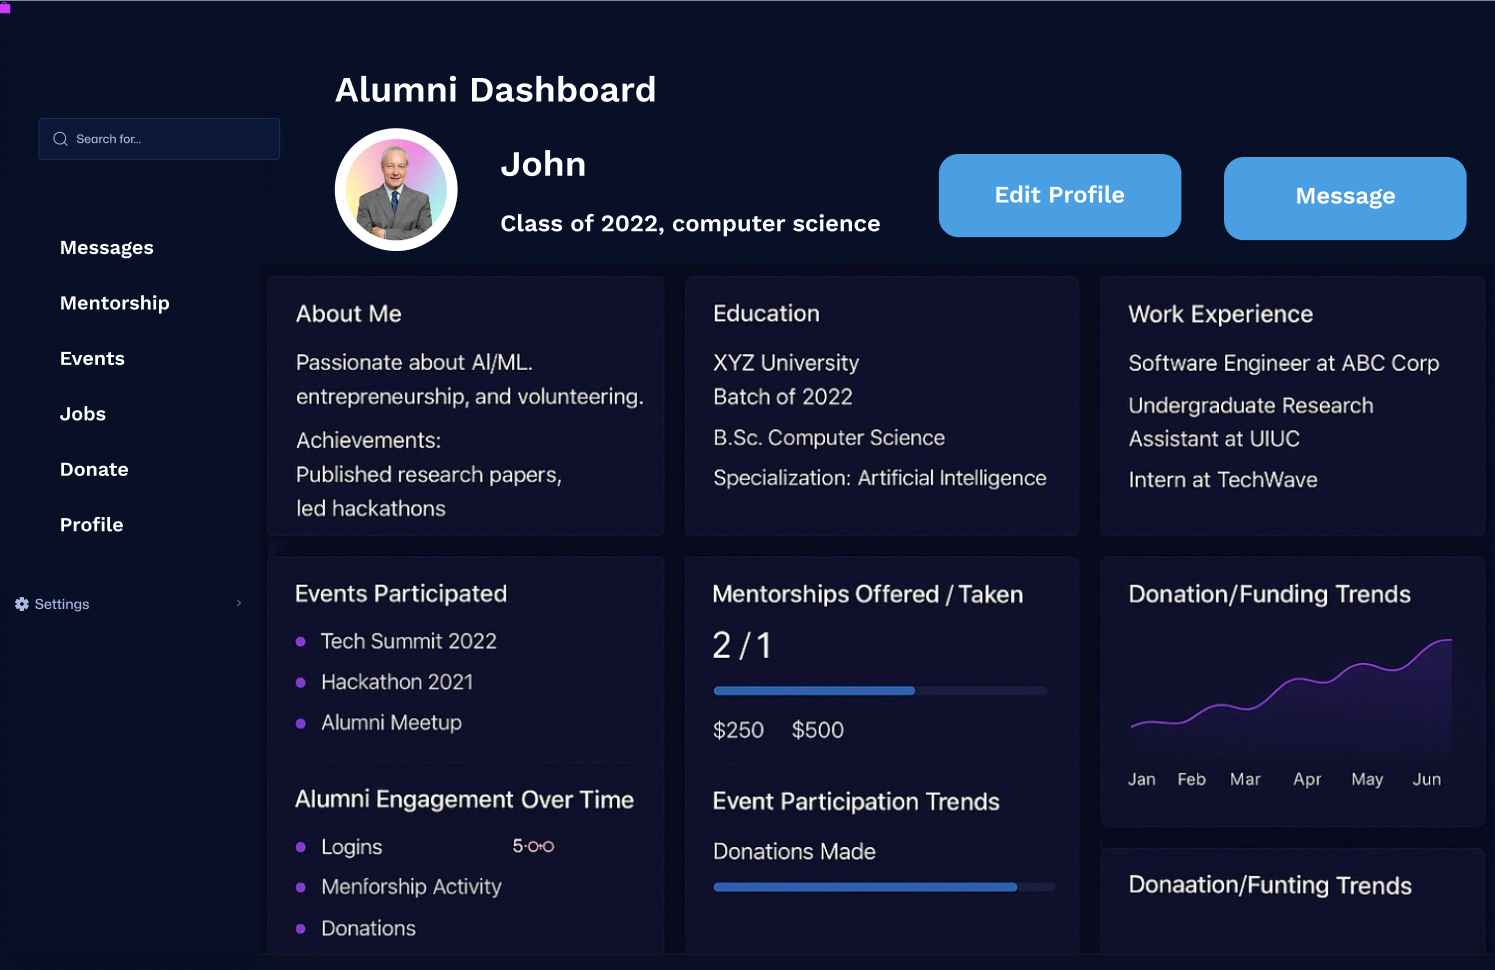 Alumni Dashboard
Search for...
John
Class of 2022, computer science
Edit Profile
Message
Messages
Mentorship
Events
Jobs
Donate
Profile
Settings
About Me
Passionate about AI/ML.
entrepreneurship, and volunteering.
Achievements:
Published research papers,
led hackathons
Education
XYZ University
Batch of 2022
B.Sc. Computer Science
Specialization: Artificial Intelligence
Work Experience
Software Engineer at ABC Corp
Undergraduate Research
Assistant at UIUC
Intern at TechWave
Events Participated
Tech Summit 2022
Hackathon 2021
Alumni Meetup
Mentorships Offered / Taken
2 / 1
$250 $500
Donation/Funding Trends
Jan Feb Mar Apr May Jun
Alumni Engagement Over Time
Logins
Menforship Activity
Donations
Event Participation Trends
Donations Made
Donaation/Funting Trends